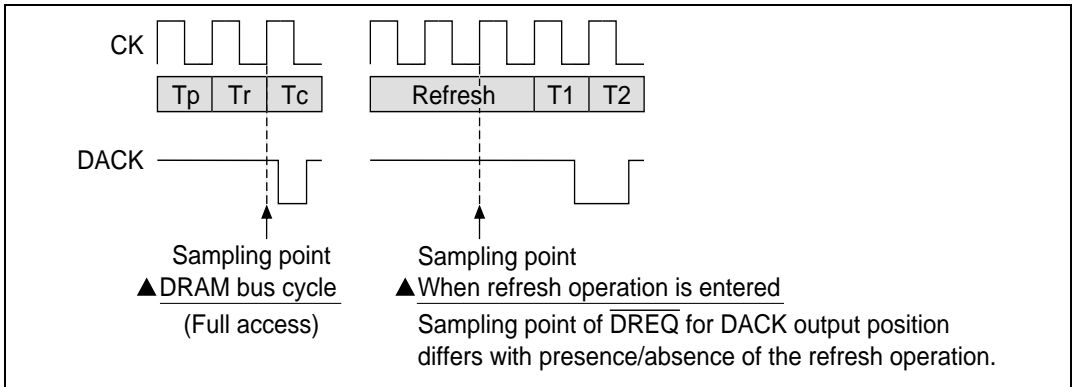 CK
Tp Tr Tc Refresh T1 T2
DACK
Sampling point Sampling point
▲DRAM bus cycle ▲When refresh operation is entered
(Full access) Sampling point of DREQ for DACK output position
differs with presence/absence of the refresh operation.